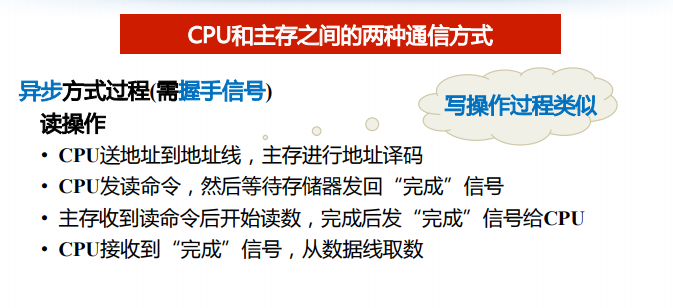 CPU和主存之间的两种通信方式
异步方式过程(需握手信号)
写操作过程类似
读操作
• CPU送地址到地址线，主存进行地址译码
• CPU发读命令，然后等待存储器发回“完成”信号
• 主存收到读命令后开始读数，完成后发“完成”信号给CPU
• CPU接收到“完成”信号，从数据线取数